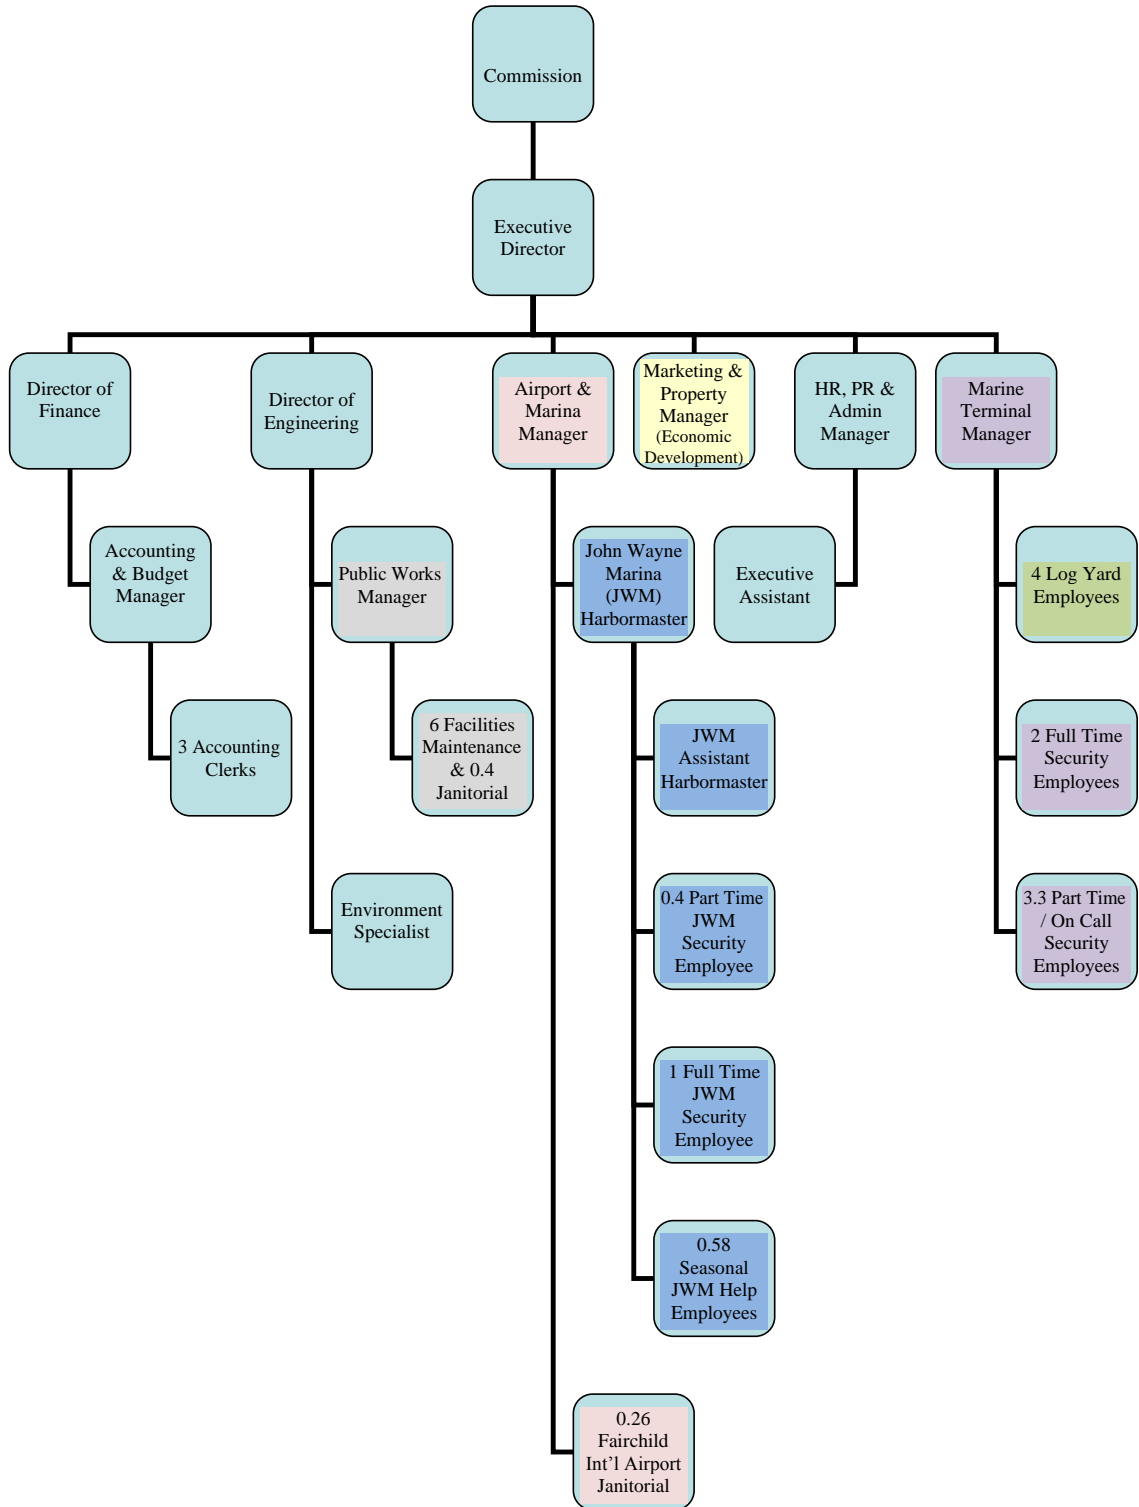 Commission
Executive
Director
Director of
Finance
Director of
Engineering
Airport &
Marina
Manager
Marketing &
Property
Manager
(Economic
Development)
HR, PR &
Admin
Manager
Marine
Terminal
Manager
Accounting
& Budget
Manager
Public Works
Manager
John Wayne
Marina
(JWM)
Harbormaster
Executive
Assistant
4 Log Yard
Employees
3 Accounting
Clerks
6 Facilities
Maintenance
& 0.4
Janitorial
JWM
Assistant
Harbormaster
2 Full Time
Security
Employees
Environment
Specialist
0.4 Part Time
JWM
Security
Employee
3.3 Part Time
/ On Call
Security
Employees
1 Full Time
JWM
Security
Employee
0.58
Seasonal
JWM Help
Employees
0.26
Fairchild
Int’l Airport
Janitorial